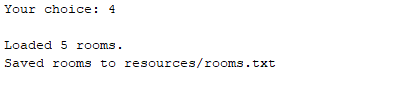 Your choice: 4
Loaded 5 rooms.
Saved rooms to resources/rooms.txt